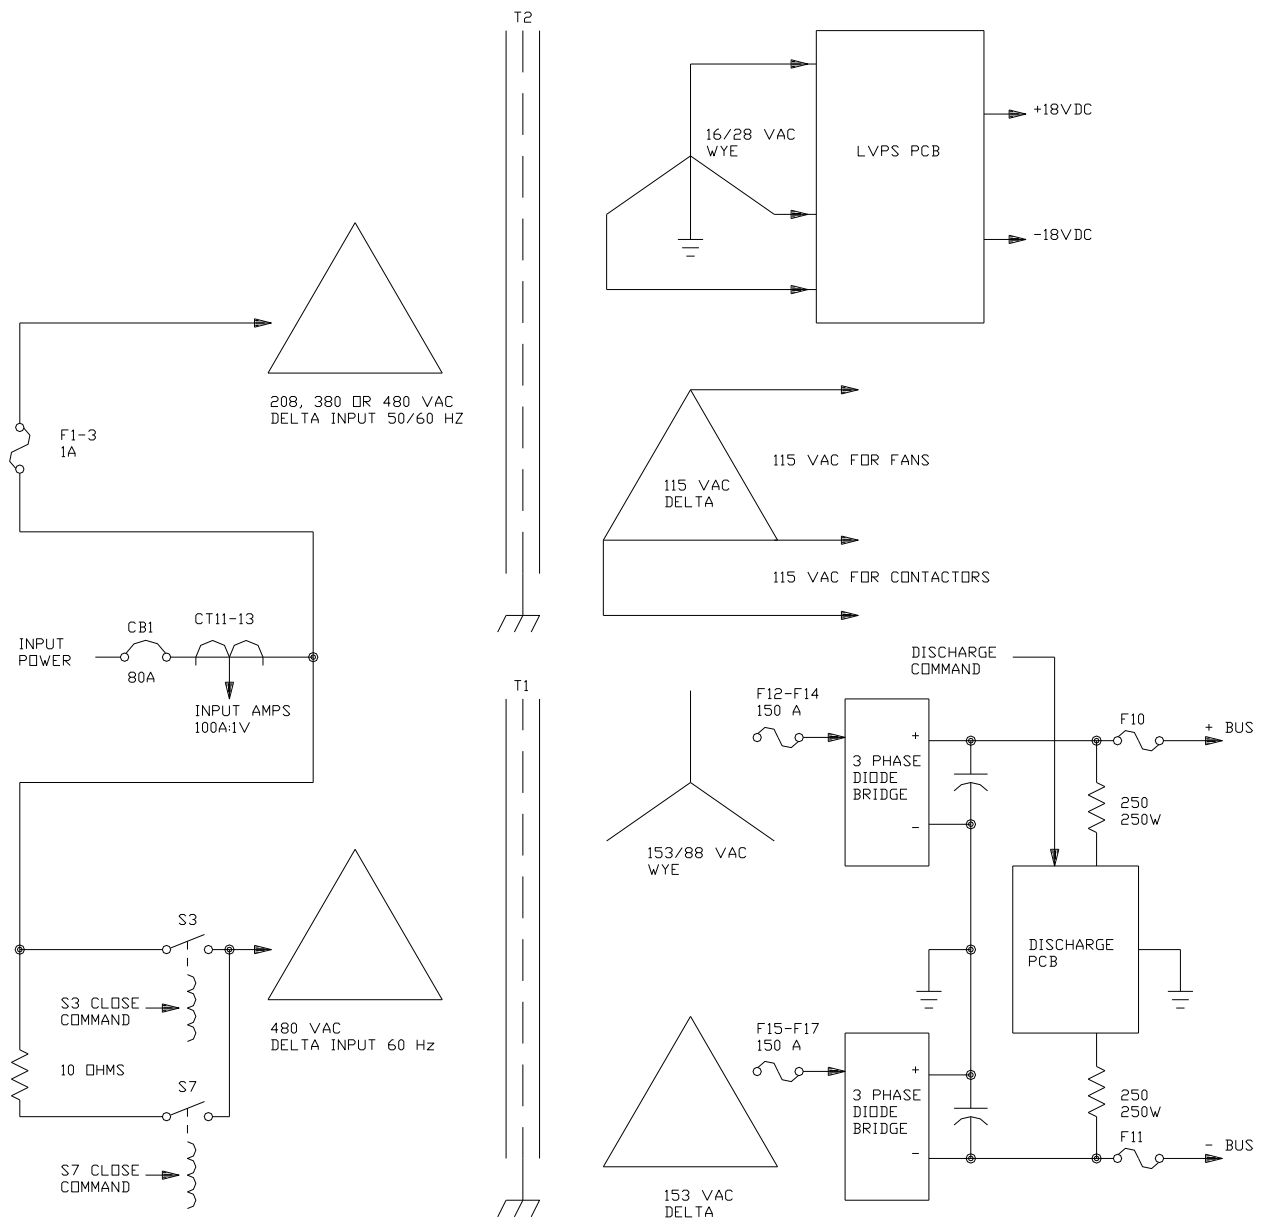 T2
16/28 VAC
WYE
LVPS PCB
+18VDC
-18VDC
208, 380 OR 480 VAC
DELTA INPUT 50/60 HZ
F1-3
1A
115 VAC FOR FANS
115 VAC
DELTA
115 VAC FOR CONTACTORS
CB1
CT11-13
INPUT
POWER
80A
INPUT AMPS
100A:1V
DISCHARGE
COMMAND
T1
F12-F14
150 A
F10
+ BUS
+
3 PHASE
DIODE
BRIDGE
-
250
250W
153/88 VAC
WYE
S3
DISCHARGE
PCB
S3 CLOSE
COMMAND
480 VAC
DELTA INPUT 60 Hz
F15-F17
150 A
10 OHMS
S7
+
3 PHASE
DIODE
BRIDGE
-
250
250W
F11
- BUS
S7 CLOSE
COMMAND
153 VAC
DELTA